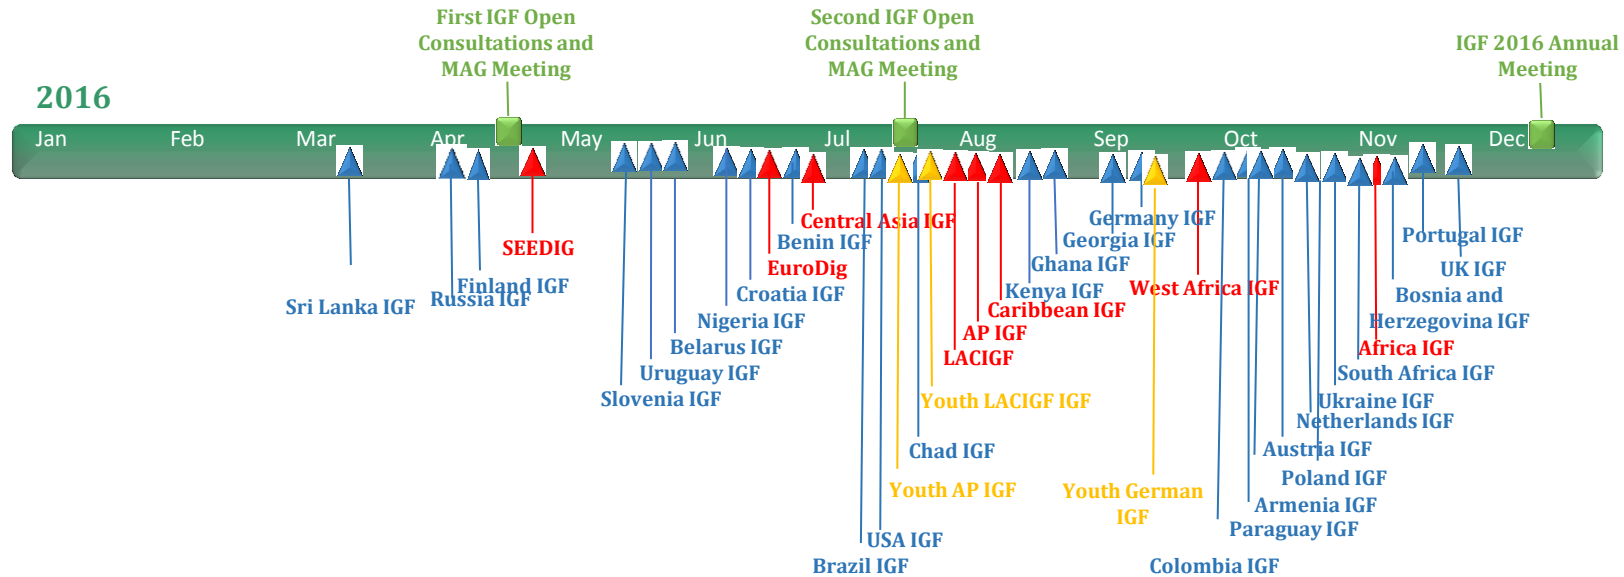 First IGF Open
Consultations and
MAG Meeting
Second IGF Open
Consultations and
MAG Meeting
IGF 2016 Annual
Meeting
2016
Jan Feb Mar Apr May Jun Jul Aug Sep Oct Nov Dec
Sri Lanka IGF
Russia IGF
Finland IGF
SEEDIG
Slovenia IGF
Uruguay IGF
Belarus IGF
Nigeria IGF
Croatia IGF
EuroDig
Benin IGF
Central Asia IGF
Brazil IGF
USA IGF
Youth AP IGF
Chad IGF
Youth LACIGF IGF
LACIGF
AP IGF
Caribbean IGF
Kenya IGF
Ghana IGF
Georgia IGF
Germany IGF
Youth German
IGF
West Africa IGF
Colombia IGF
Paraguay IGF
Armenia IGF
Poland IGF
Austria IGF
Netherlands IGF
Ukraine IGF
South Africa IGF
Africa IGF
Bosnia and
Herzegovina IGF
UK IGF
Portugal IGF